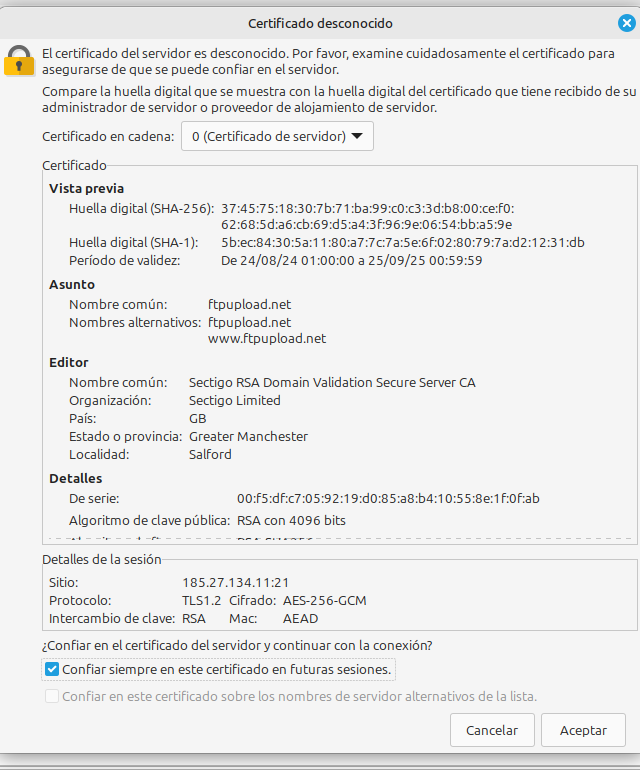 Certificado desconocido
El certificado del servidor es desconocido. Por favor, examine cuidadosamente el certificado para
asegurarse de que se puede confiar en el servidor.
Compare la huella digital que se muestra con la huella digital del certificado que tiene recibido de su
administrador de servidor o proveedor de alojamiento de servidor.
Certificado en cadena: 0 (Certificado de servidor)
Certificado
Vista previa
Huella digital (SHA-256): 37:45:75:18:30:7b:71:ba:99:c0:c3:3d:b8:00:ce:f0:
62:68:5d:a6:cb:69:d5:a4:3f:96:9e:06:54:bb:a5:9e
Huella digital (SHA-1): 5b:ec:84:30:5a:11:80:a7:7c:7a:5e:6f:02:80:79:7a:d2:12:31:db
Período de validez: De 24/08/24 01:00:00 a 25/09/25 00:59:59
Asunto
Nombre común: ftpupload.net
Nombres alternativos: ftpupload.net
www.ftpupload.net
Editor
Nombre común: Sectigo RSA Domain Validation Secure Server CA
Organización: Sectigo Limited
País: GB
Estado o provincia: Greater Manchester
Localidad: Salford
Detalles
De serie: 00:f5:df:c7:05:92:19:d0:85:a8:b4:10:55:8e:1f:0f:ab
Algoritmo de clave pública: RSA con 4096 bits
Detalles de la sesión
Sitio: 185.27.134.11:21
Protocolo: TLS1.2 Cifrado: AES-256-GCM
Intercambio de clave: RSA Mac: AEAD
¿Confiar en el certificado del servidor y continuar con la conexión?
Confiar siempre en este certificado en futuras sesiones.
Confiar en este certificado sobre los nombres de servidor alternativos de la lista.
Cancelar Aceptar